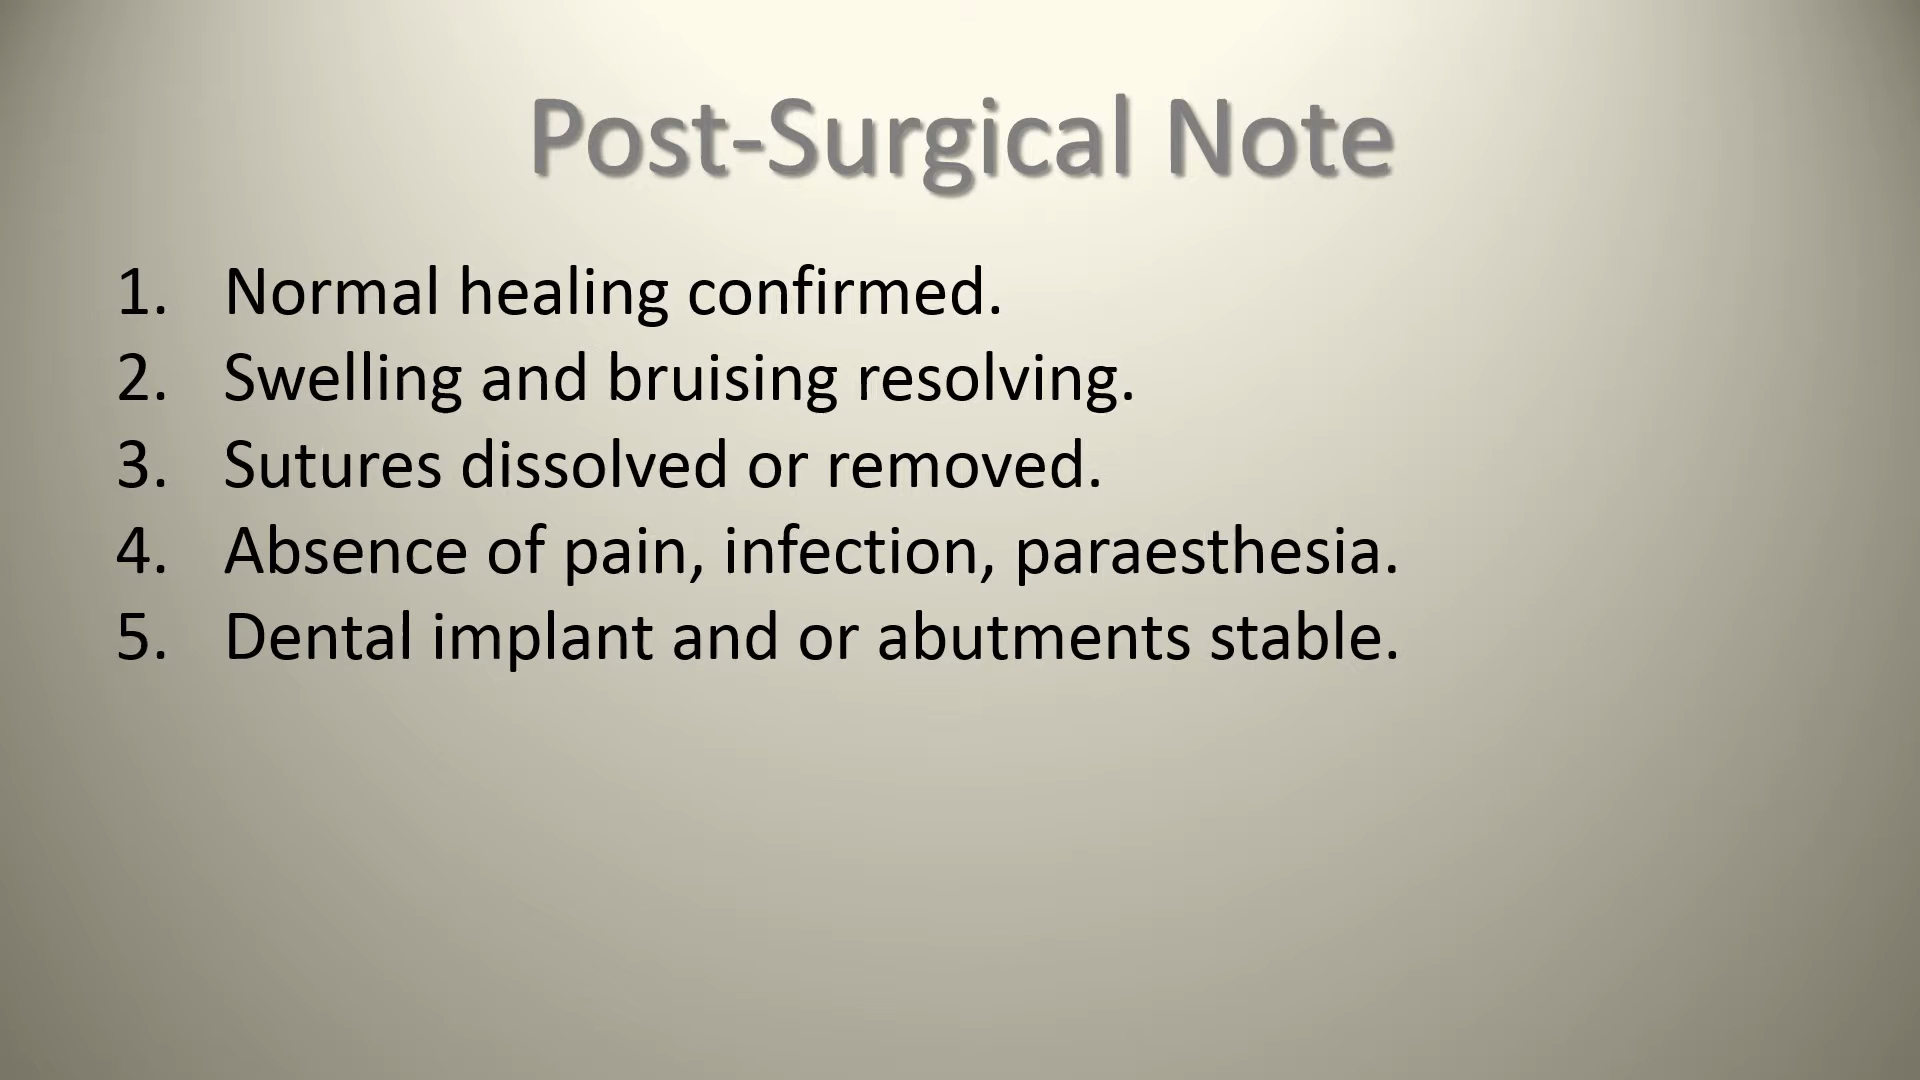 Post-Surgical Note
1. Normal healing confirmed.
2. Swelling and bruising resolving.
3. Sutures dissolved or removed.
4. Absence of pain, infection, paraesthesia.
5. Dental implant and or abutments stable.